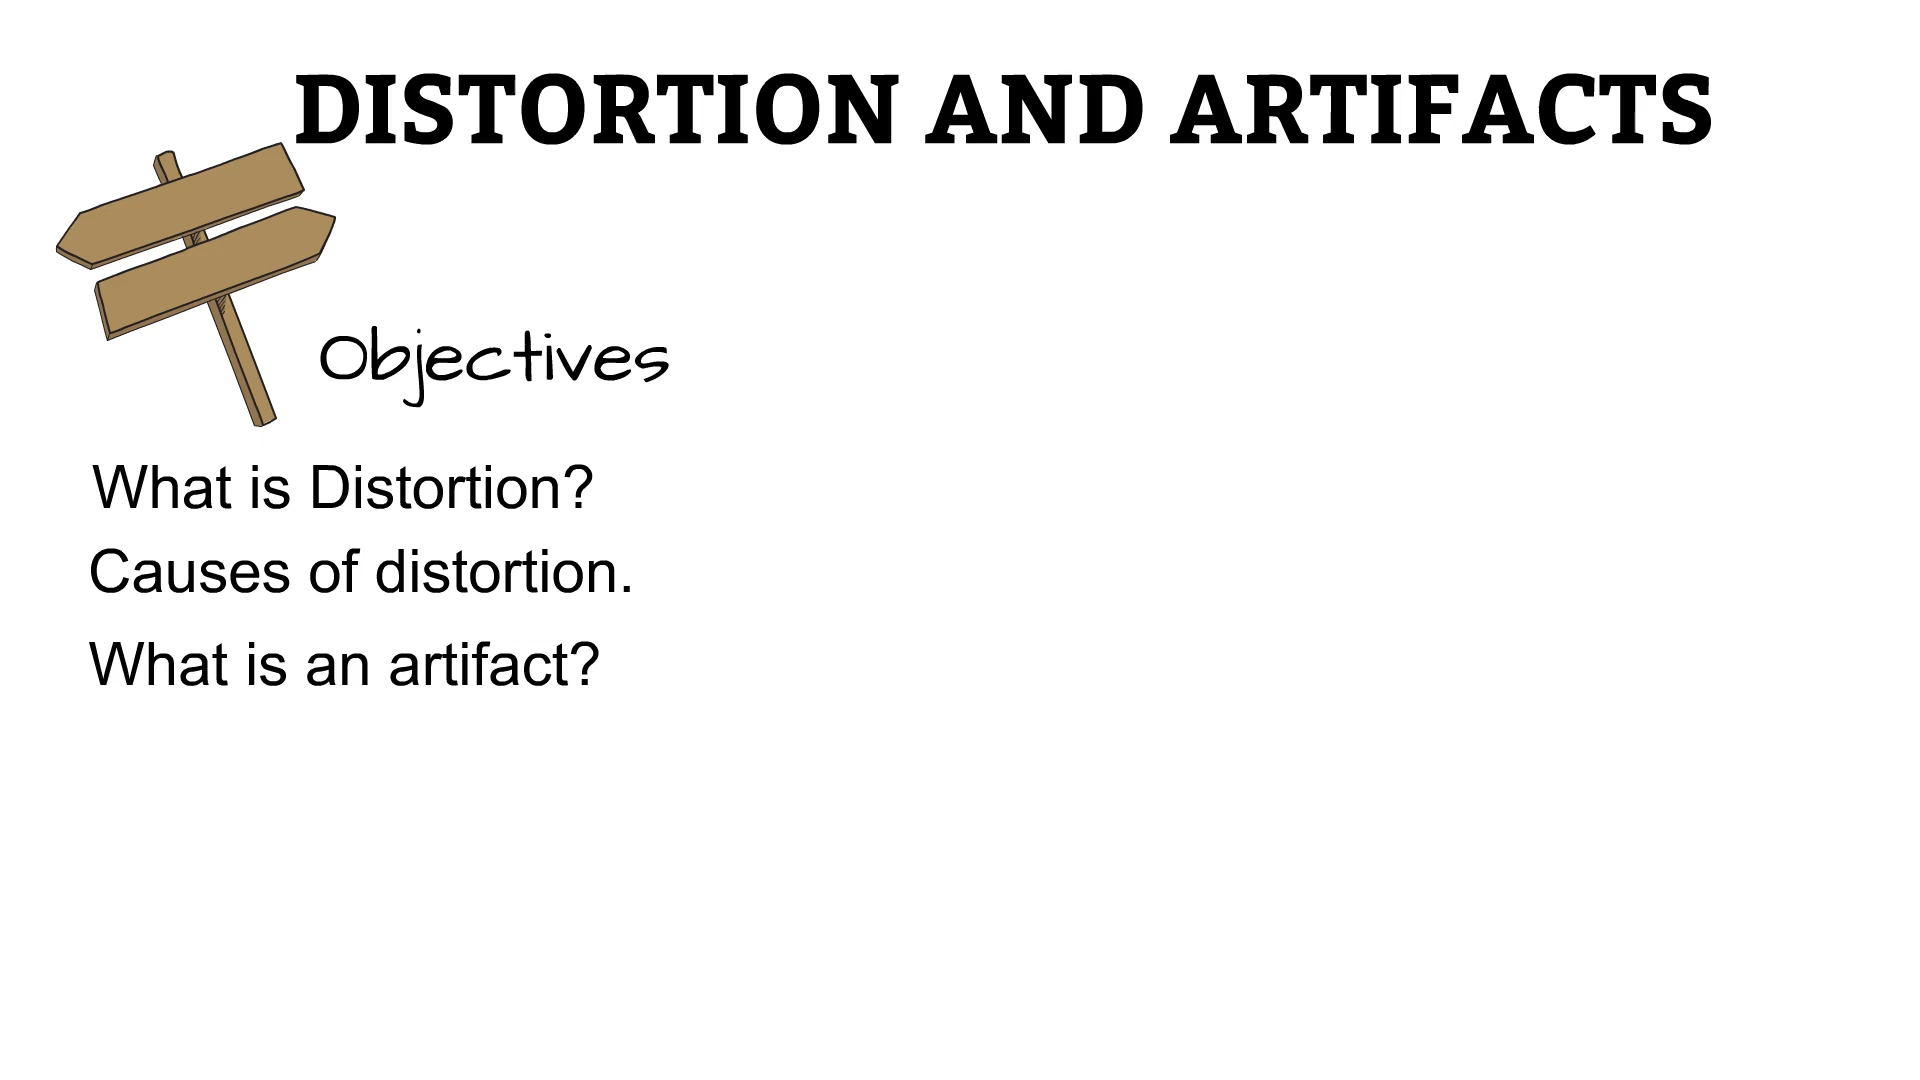 DISTORTION AND ARTIFACTS
Objectives
What is Distortion?
Causes of distortion.
What is an artifact?